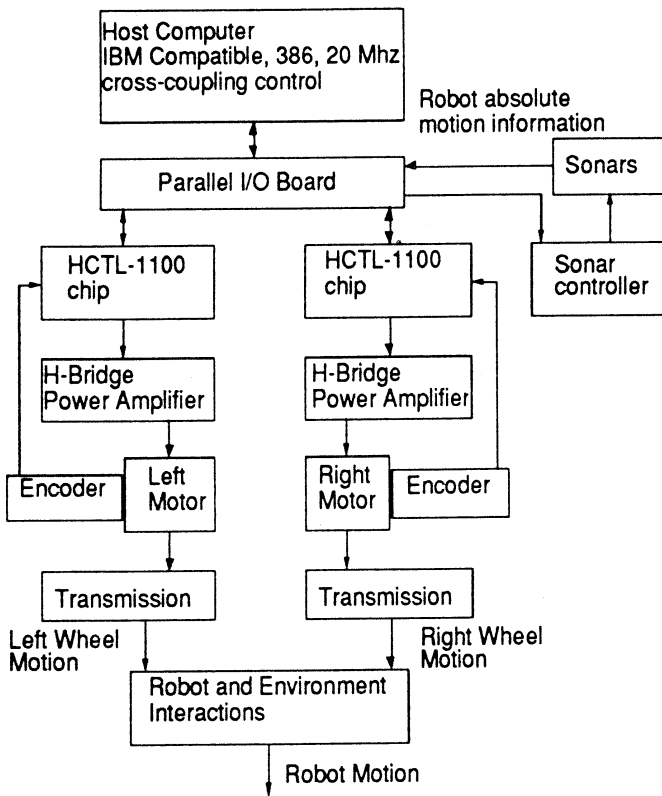 Host Computer
IBM Compatible, 386, 20 Mhz
cross-coupling control
Robot absolute
motion information
Parallel I/O Board
Sonars
HCTL-1100
chip
HCTL-1100
chip
Sonar
controller
H-Bridge
Power Amplifier
H-Bridge
Power Amplifier
Encoder
Left
Motor
Right
Motor
Encoder
Transmission
Transmission
Left Wheel
Motion
Right Wheel
Motion
Robot and Environment
Interactions
Robot Motion